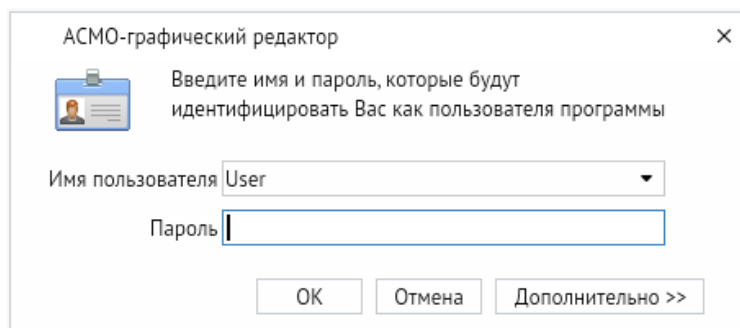 АСМО-графический редактор
Введите имя и пароль, которые будут
идентифицировать Вас как пользователя программы
Имя пользователя User
Пароль
ОК Отмена Дополнительно >>